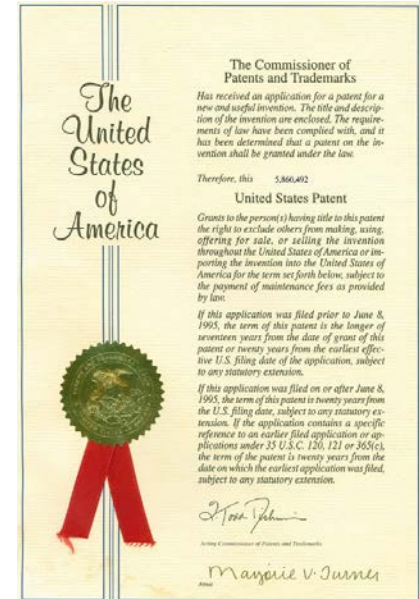 The
United
States
of
America
The Commissioner of
Patents and Trademarks
Has received an application for a patent for a
new and useful invention. The title and descrip-
tion of the invention are enclosed. The require-
ments of law have been complied with, and it
has been determined that a patent on the in-
vention shall be granted under the law.
Therefore, this 5,860,492
United States Patent
Grants to the person(s) having title to this patent
the right to exclude others from making, using,
offering for sale, or selling the invention
throughout the United States of America or im-
porting the invention into the United States of
America for the term set forth below, subject to
the payment of maintenance fees as provided
by law.
If this application was filed prior to June 8,
1995, the term of this patent is the longer of
seventeen years from the date of grant of this
patent or twenty years from the earliest effec-
tive U.S. filing date of the application, subject
to any statutory extension.
If this application was filed on or after June 8,
1995, the term of this patent is twenty years from
the U.S. filing date, subject to any statutory ex-
tension. If the application contains a specific
reference to an earlier filed application or ap-
plications under 35 U.S.C. 120, 121 or 365(c),
the term of the patent is twenty years from the
date on which the earliest application was filed,
subject to any statutory extension.
Acting Commissioner of Patents and Trademarks
Marjorie V. Turner
Attest